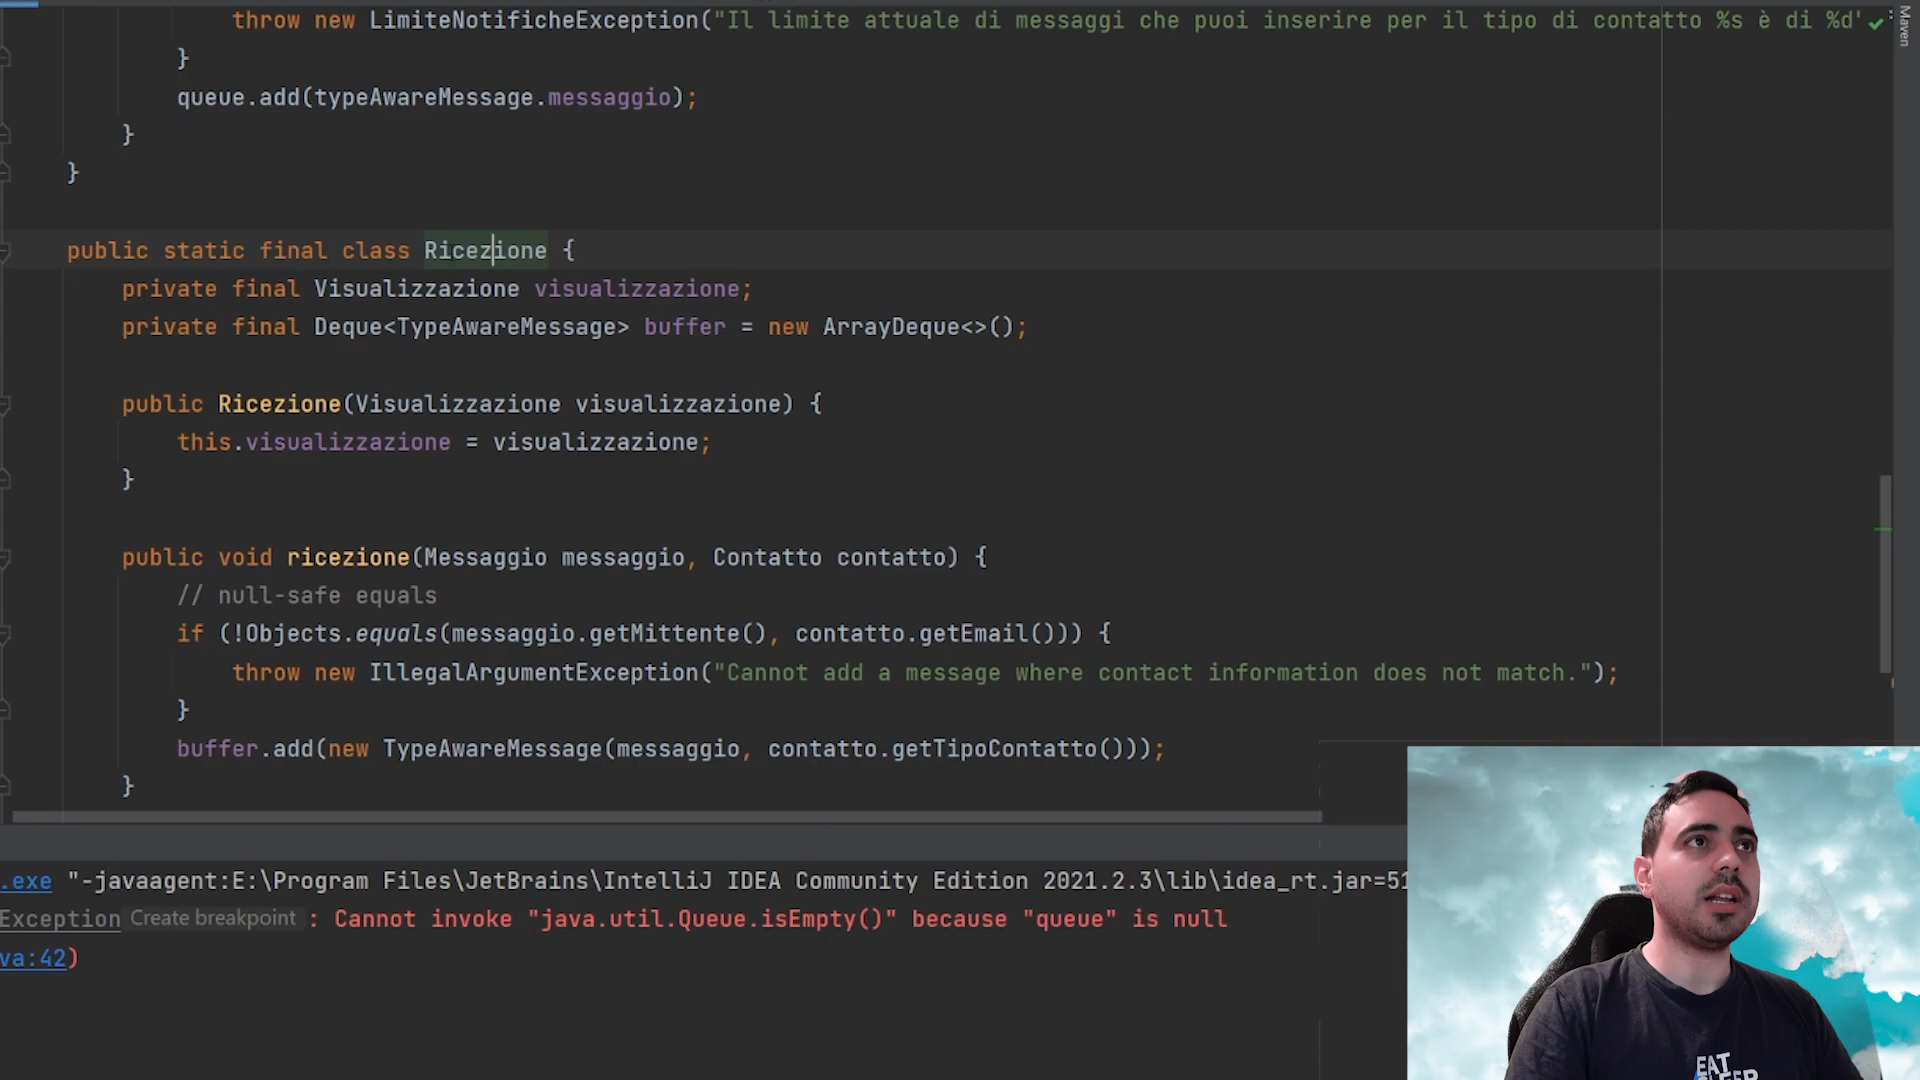 throw new LimiteNotificheException("Il limite attuale di messaggi che puoi inserire per il tipo di contatto %s è di %d'
Maven
}
queue.add(typeAwareMessage.messaggio);
}
}
public static final class Ricezione {
private final Visualizzazione visualizzazione;
private final Deque<TypeAwareMessage> buffer = new ArrayDeque<>();
public Ricezione(Visualizzazione visualizzazione) {
this.visualizzazione = visualizzazione;
}
public void ricezione(Messaggio messaggio, Contatto contatto) {
// null-safe equals
if (!Objects.equals(messaggio.getMittente(), contatto.getEmail())) {
throw new IllegalArgumentException("Cannot add a message where contact information does not match.");
}
buffer.add(new TypeAwareMessage(messaggio, contatto.getTipoContatto()));
}
.exe "-javaagent:E:\Program Files\JetBrains\IntelliJ IDEA Community Edition 2021.2.3\lib\idea_rt.jar=51
Exception Create breakpoint : Cannot invoke "java.util.Queue.isEmpty()" because "queue" is null
va:42)
EAT
SLEEP